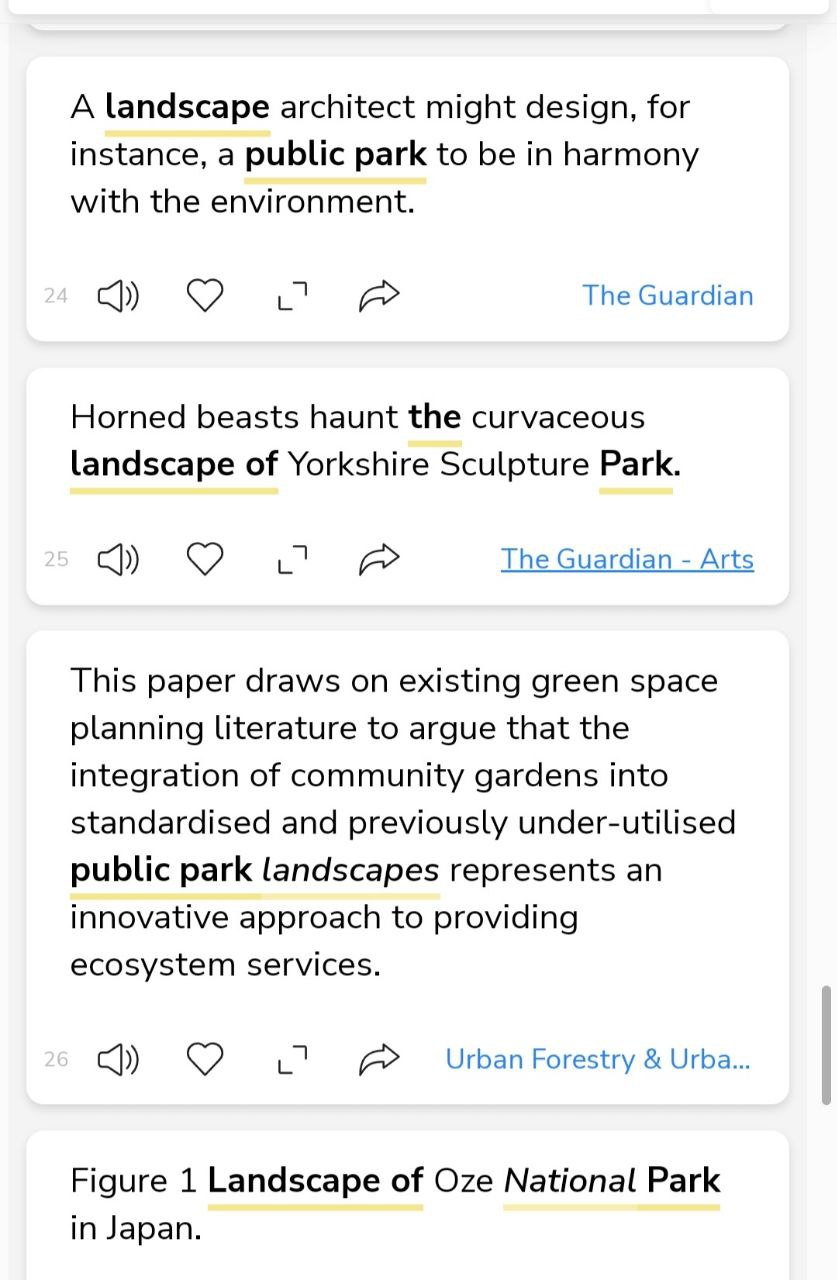 A landscape architect might design, for
instance, a public park to be in harmony
with the environment.
24
The Guardian
Horned beasts haunt the curvaceous
landscape of Yorkshire Sculpture Park.
25
The Guardian - Arts
This paper draws on existing green space
planning literature to argue that the
integration of community gardens into
standardised and previously under-utilised
public park landscapes represents an
innovative approach to providing
ecosystem services.
26
Urban Forestry & Urba...
Figure 1 Landscape of Oze National Park
in Japan.